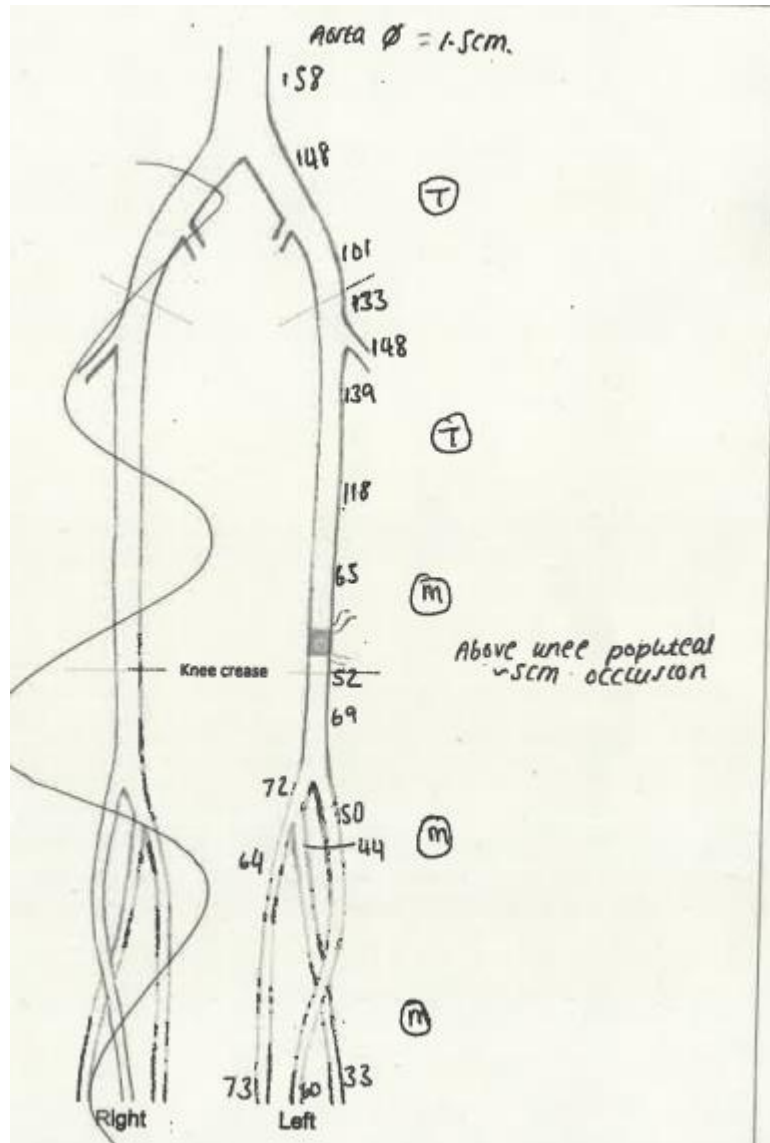 Aorta Ø = 1.5cm.
158
148
T
101
133
148
139
T
118
65
m
Above knee popliteal
~5cm occlusion
Knee crease
52
69
72
50
44
m
64
m
73
60
33
Right
Left